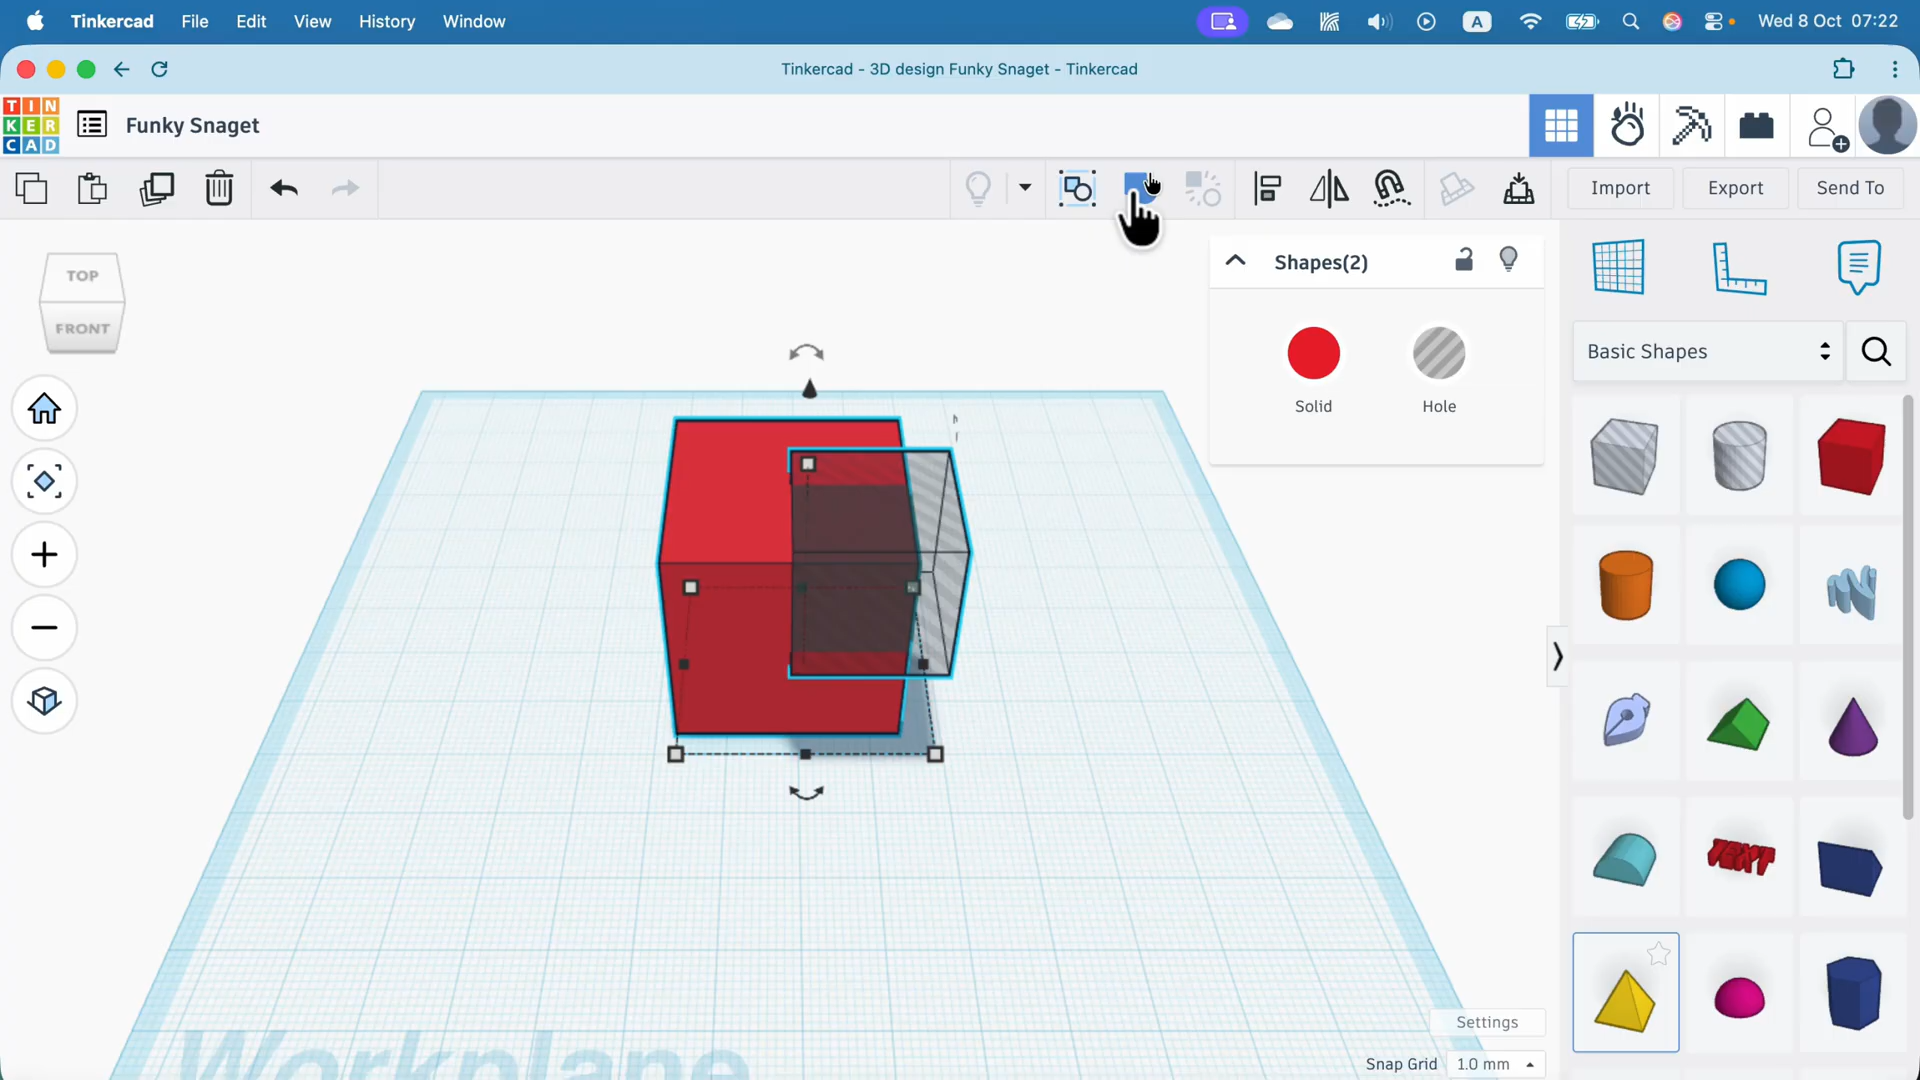 Tinkercad File Edit View History Window A Wed 8 Oct 07:22
Tinkercad - 3D design Funky Snaget - Tinkercad
TIN
KER
CAD
Funky Snaget
Import Export Send To
TOP
FRONT
Shapes(2)
Solid Hole
Basic Shapes
TEXT
Workplane
Settings
Snap Grid 1.0 mm